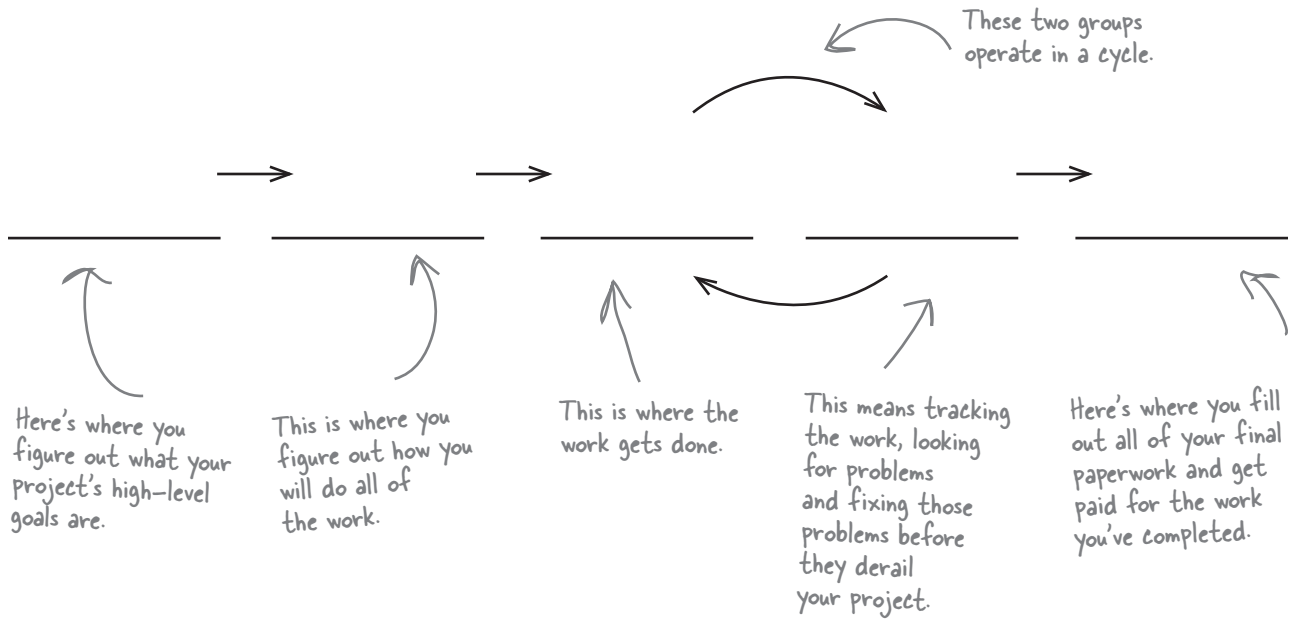 These two groups
operate in a cycle.
Here's where you
figure out what your
project's high-level
goals are.
This is where you
figure out how you
will do all of
the work.
This is where the
work gets done.
This means tracking
the work, looking
for problems
and fixing those
problems before
they derail
your project.
Here's where you fill
out all of your final
paperwork and get
paid for the work
you've completed.